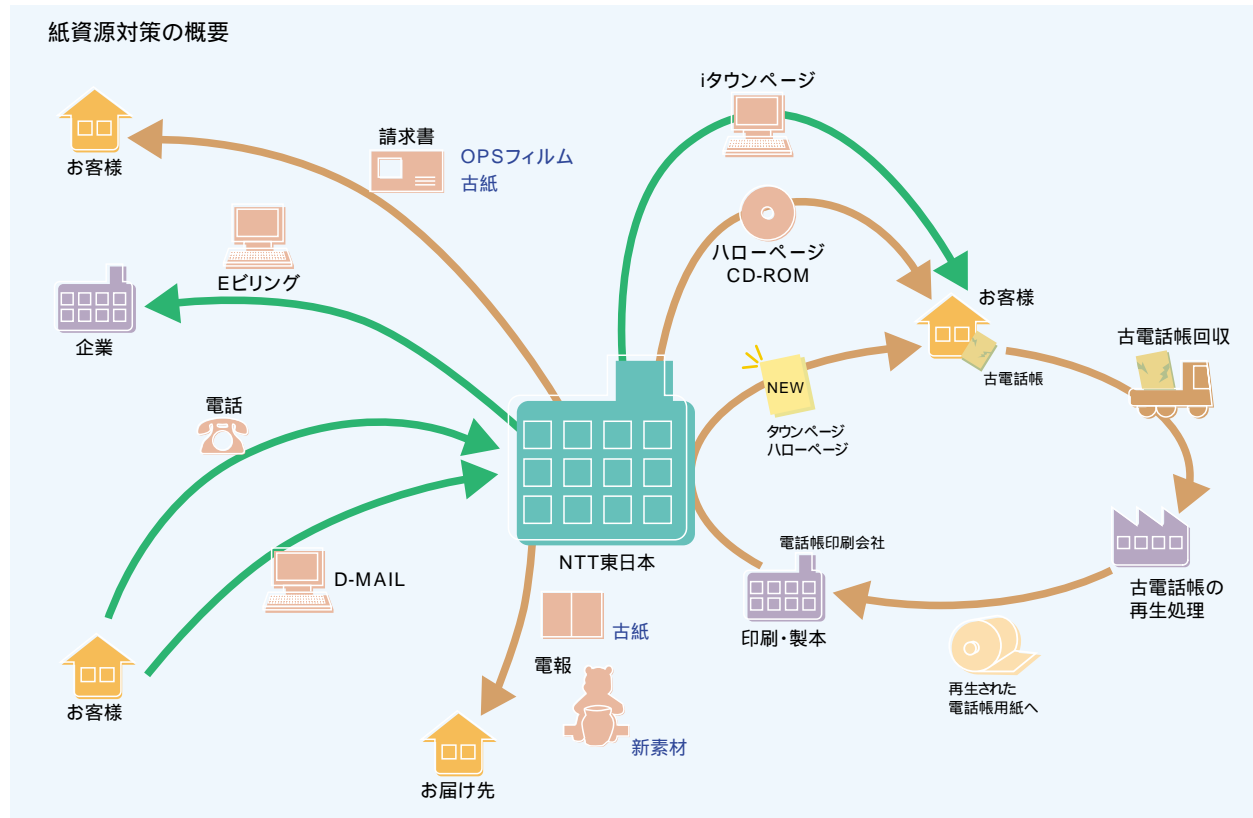 紙資源対策の概要
お客様
請求書
OPSフィルム
古紙
Eビリング
企業
電話
D-MAIL
お客様
NTT東日本
古紙
電報
新素材
お届け先
iタウンページ
ハローページ
CD-ROM
お客様
古電話帳
NEW
タウンページ
ハローページ
古電話帳回収
古電話帳の
再生処理
再生された
電話帳用紙へ
電話帳印刷会社
印刷・製本